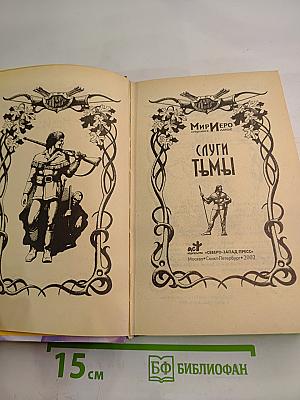 МирИеро
СЛУГИ
ТЬМЫ
аст
«СЕВЕРО-ЗАПАД ПРЕСС»
Москва • Санкт-Петербург • 2002
15 см
БФ БИБЛИОФАН